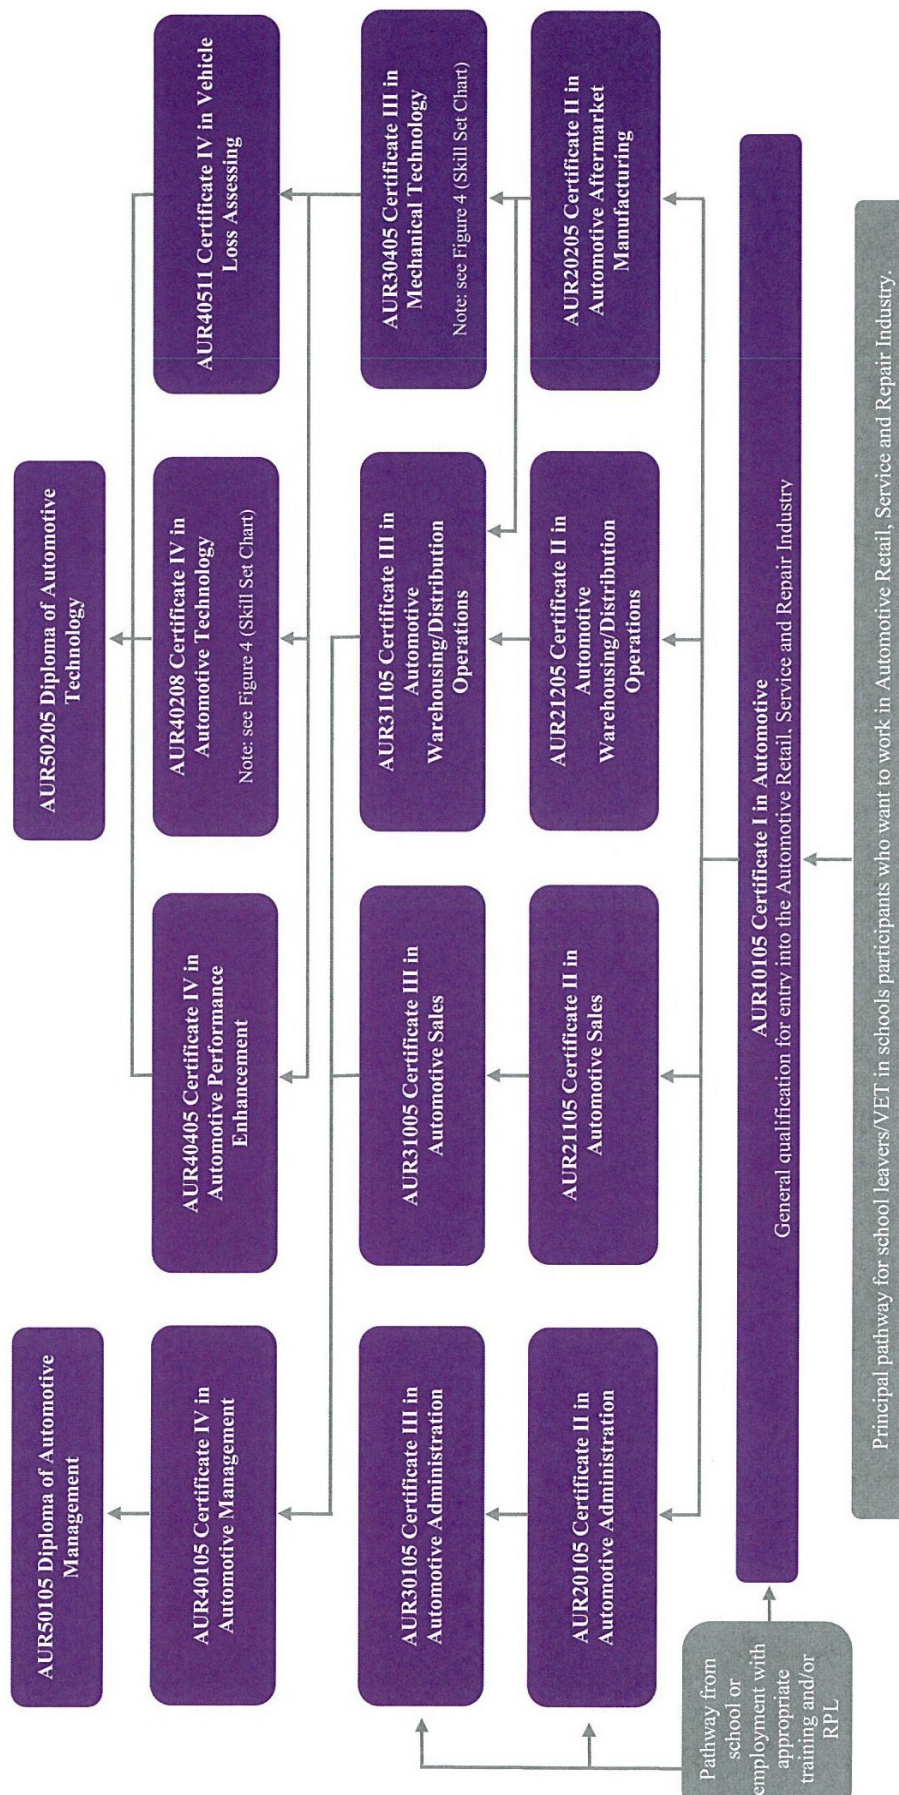 AUR50105 Diploma of Automotive
Management
AUR50205 Diploma of Automotive
Technology
AUR40105 Certificate IV in
Automotive Management
AUR40405 Certificate IV in
Automotive Performance
Enhancement
AUR40208 Certificate IV in
Automotive Technology
Note: see Figure 4 (Skill Set Chart)
AUR40511 Certificate IV in Vehicle
Loss Assessing
AUR30105 Certificate III in
Automotive Administration
AUR31005 Certificate III in
Automotive Sales
AUR31105 Certificate III in
Automotive
Warehousing/Distribution
Operations
AUR30405 Certificate III in
Mechanical Technology
Note: see Figure 4 (Skill Set Chart)
AUR20105 Certificate II in
Automotive Administration
AUR21105 Certificate II in
Automotive Sales
AUR21205 Certificate II in
Automotive
Warehousing/Distribution
Operations
AUR20205 Certificate II in
Automotive Aftermarket
Manufacturing
Pathway from
school or
employment with
appropriate
training and/or
RPL
AUR10105 Certificate I in Automotive
General qualification for entry into the Automotive Retail, Service and Repair Industry
Principal pathway for school leavers/VET in schools participants who want to work in Automotive Retail, Service and Repair Industry.